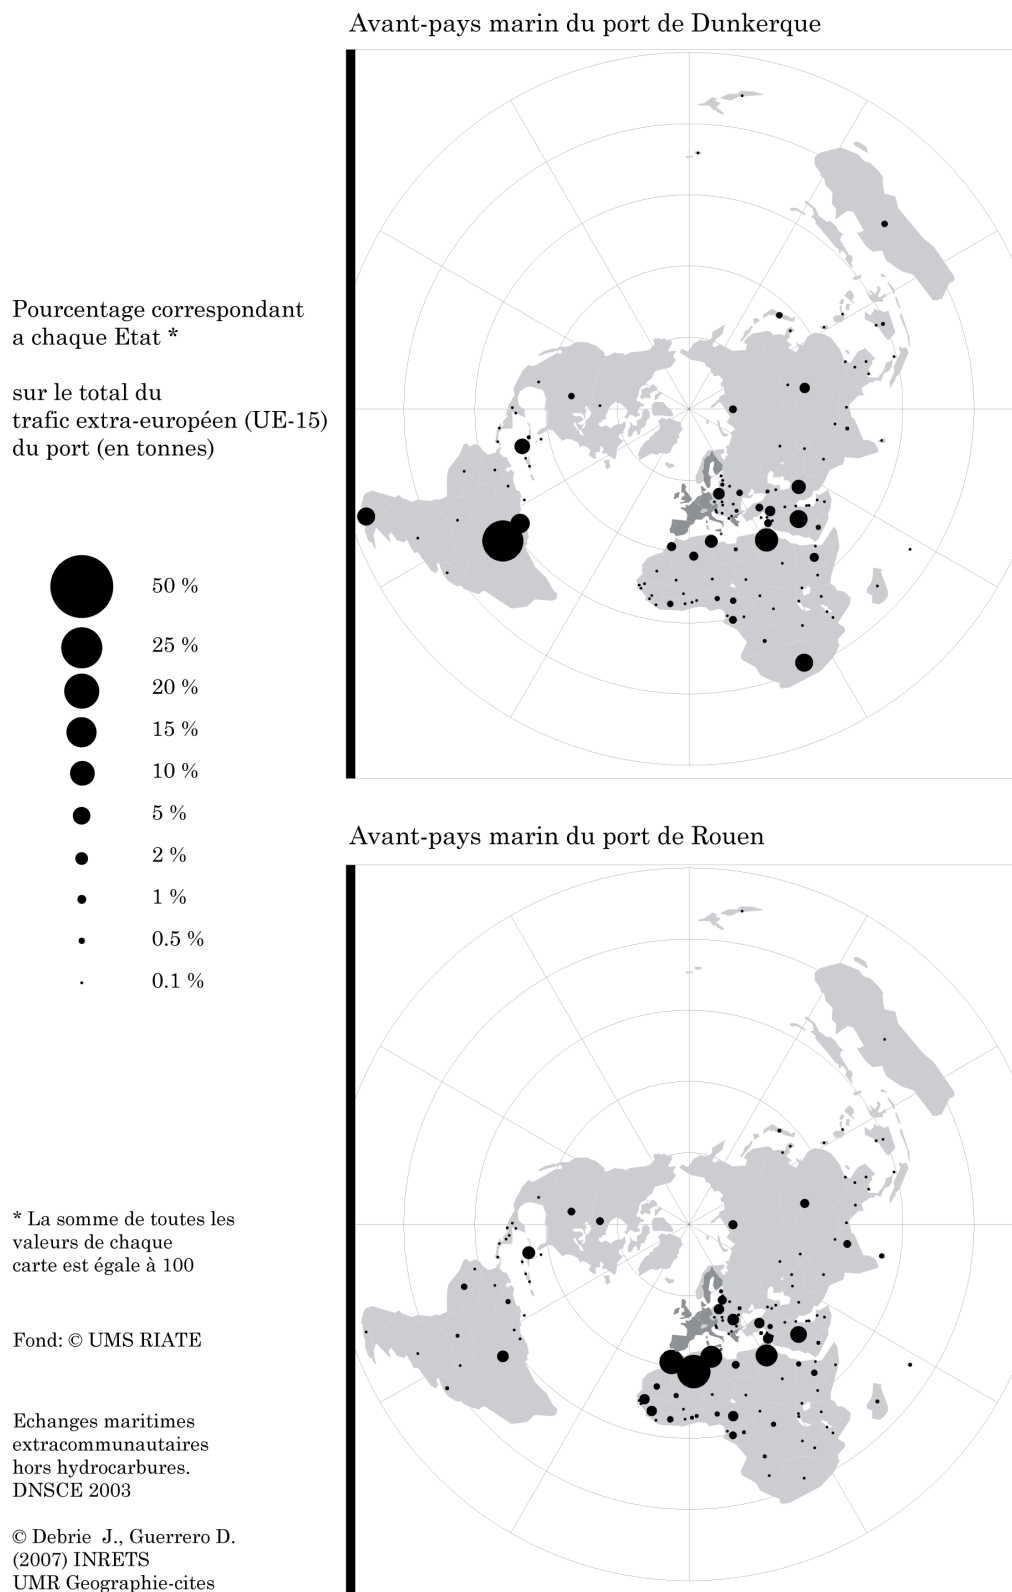 Avant-pays marin du port de Dunkerque
Pourcentage correspondant
a chaque Etat *
sur le total du
trafic extra-européen (UE-15)
du port (en tonnes)
50 %
25 %
20 %
15 %
10 %
5 %
2 %
1 %
0.5 %
0.1 %
Avant-pays marin du port de Rouen
* La somme de toutes les
valeurs de chaque
carte est égale à 100
Fond: © UMS RIATE
Echanges maritimes
extracommunautaires
hors hydrocarbures.
DNSCE 2003
© Debrie J., Guerrero D.
(2007) INRETS
UMR Geographie-cites